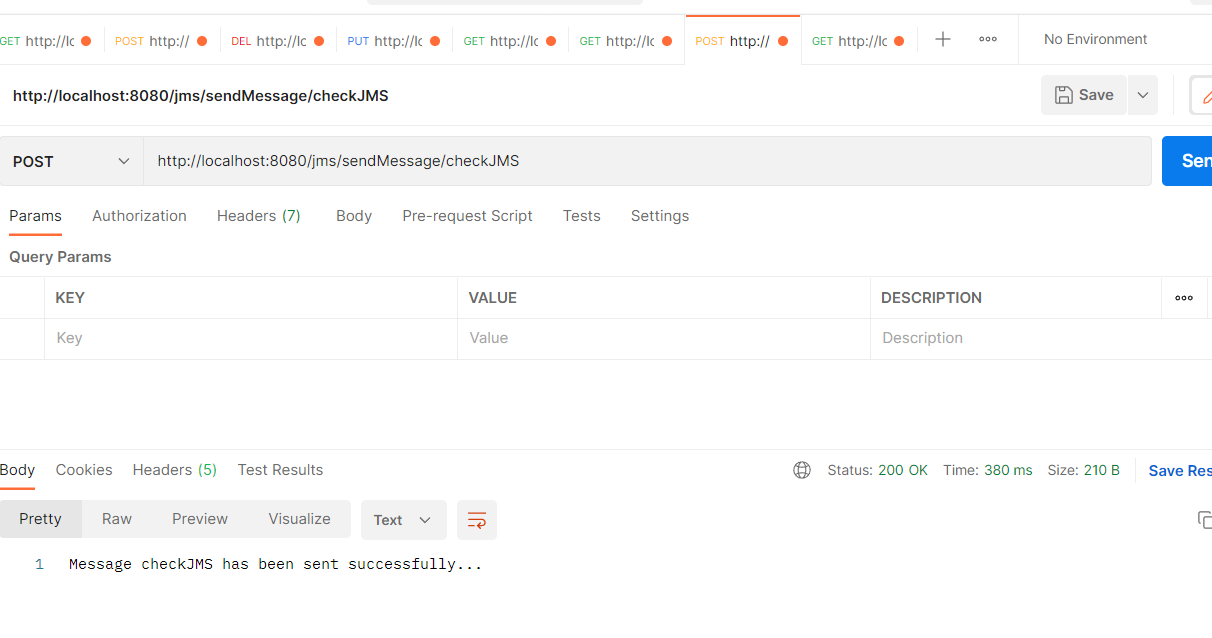 GET http://lc POST http:// DEL http://lc PUT http://lc GET http://lc GET http://lc POST http:// GET http://lc No Environment
http://localhost:8080/jms/sendMessage/checkJMS Save
POST http://localhost:8080/jms/sendMessage/checkJMS Sen
Params Authorization Headers (7) Body Pre-request Script Tests Settings
Query Params
KEY VALUE DESCRIPTION
Key Value Description
Body Cookies Headers (5) Test Results Status: 200 OK Time: 380 ms Size: 210 B Save Res
Pretty Raw Preview Visualize Text
1 Message checkJMS has been sent successfully...